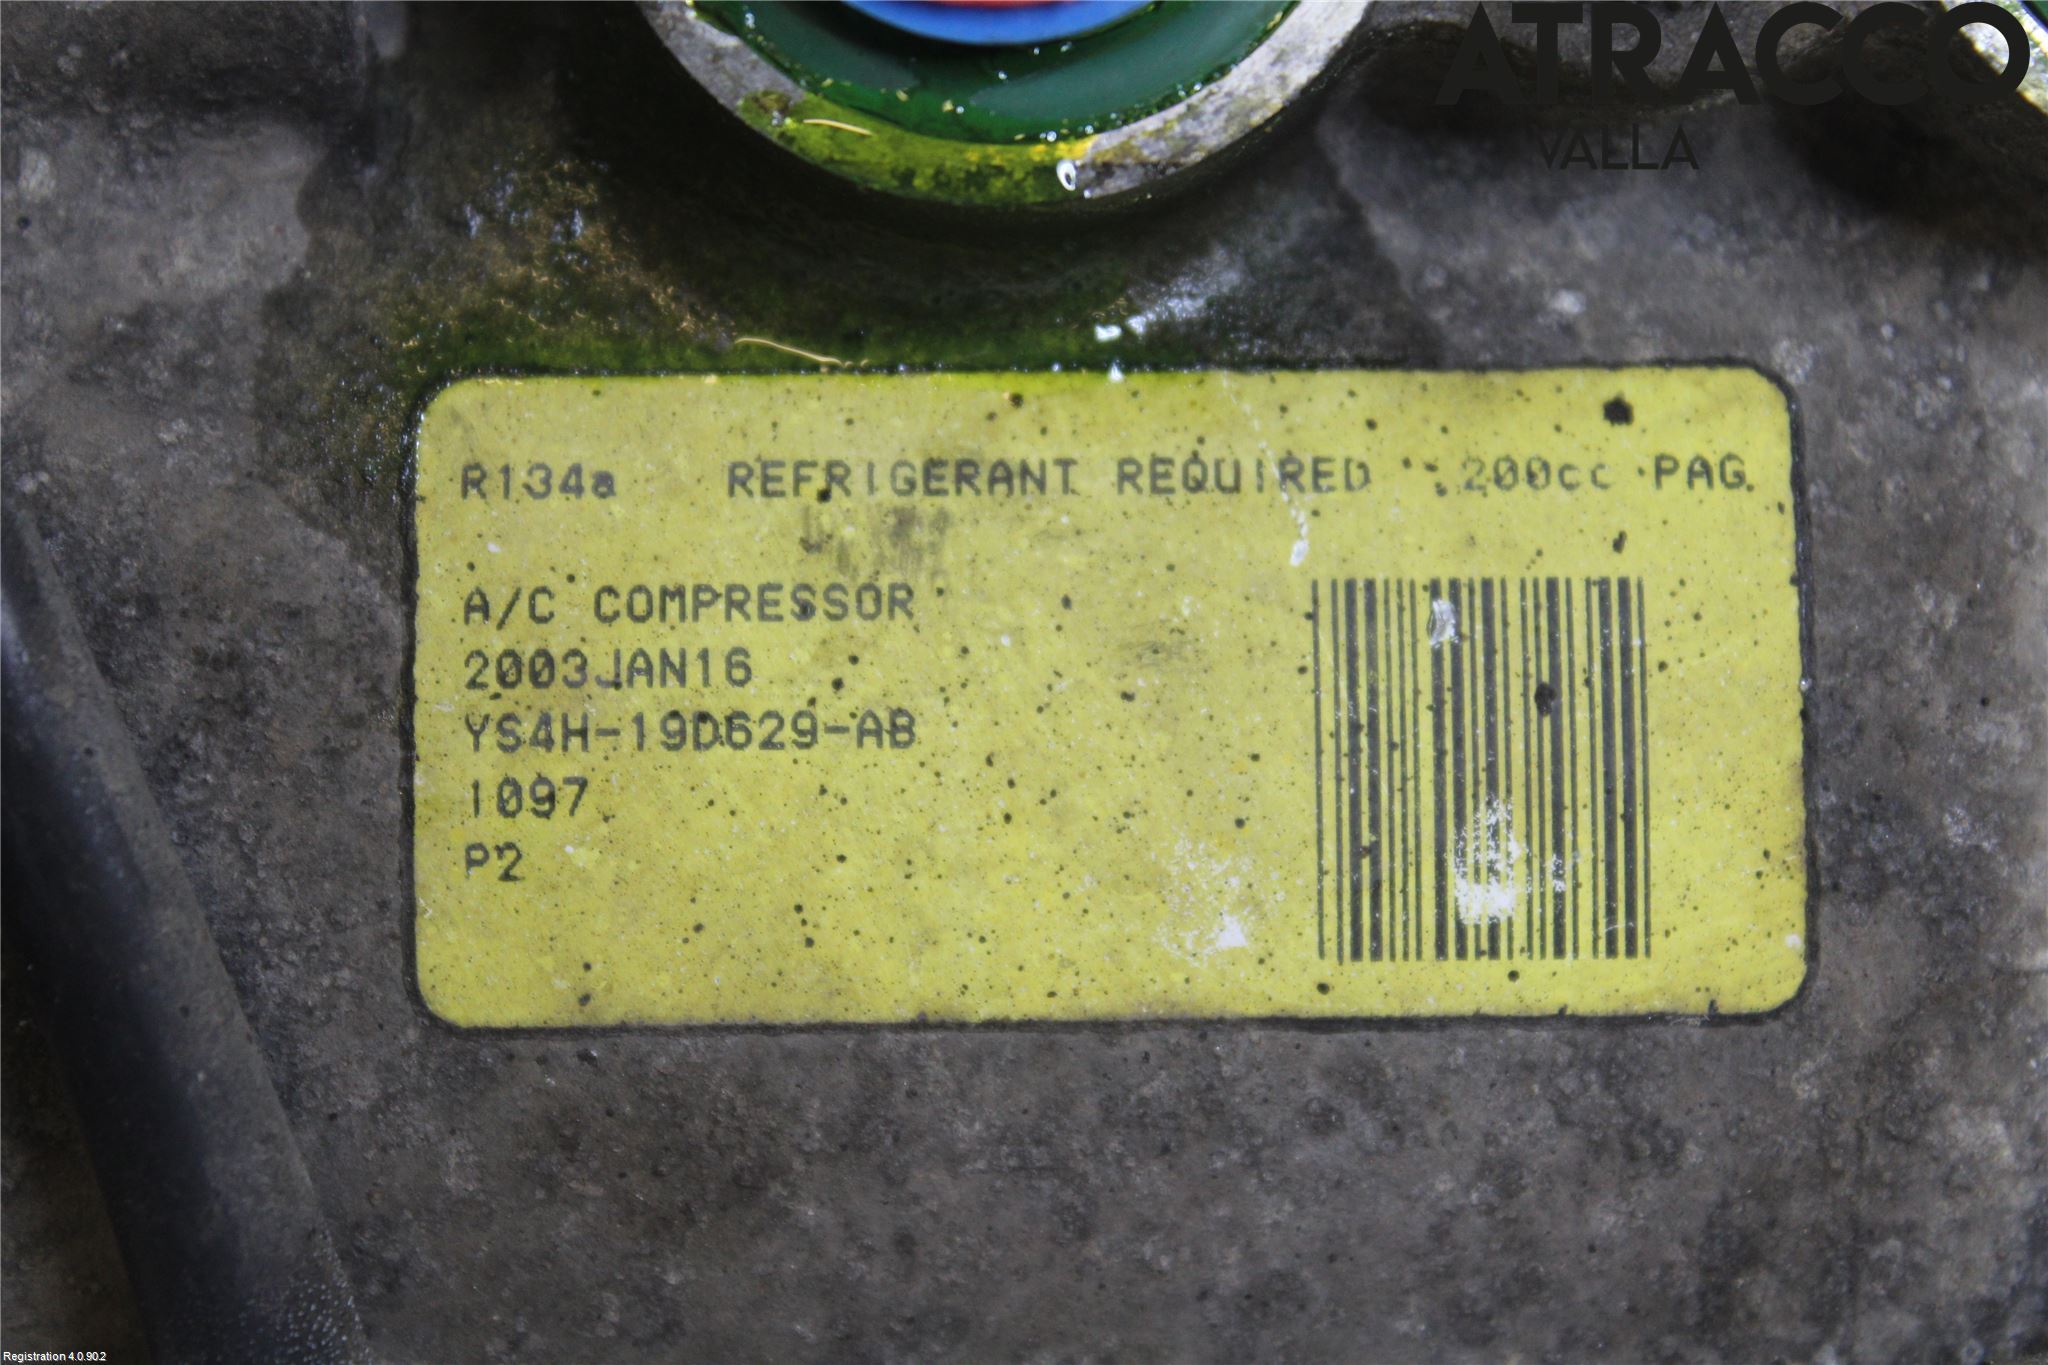 ATRACCO
VALLA
R134a REFRIGERANT REQUIRED 200cc PAG
A/C COMPRESSOR
2003JAN16
YS4H-19D629-AB
1097
P2
Registration 4.0.90.2